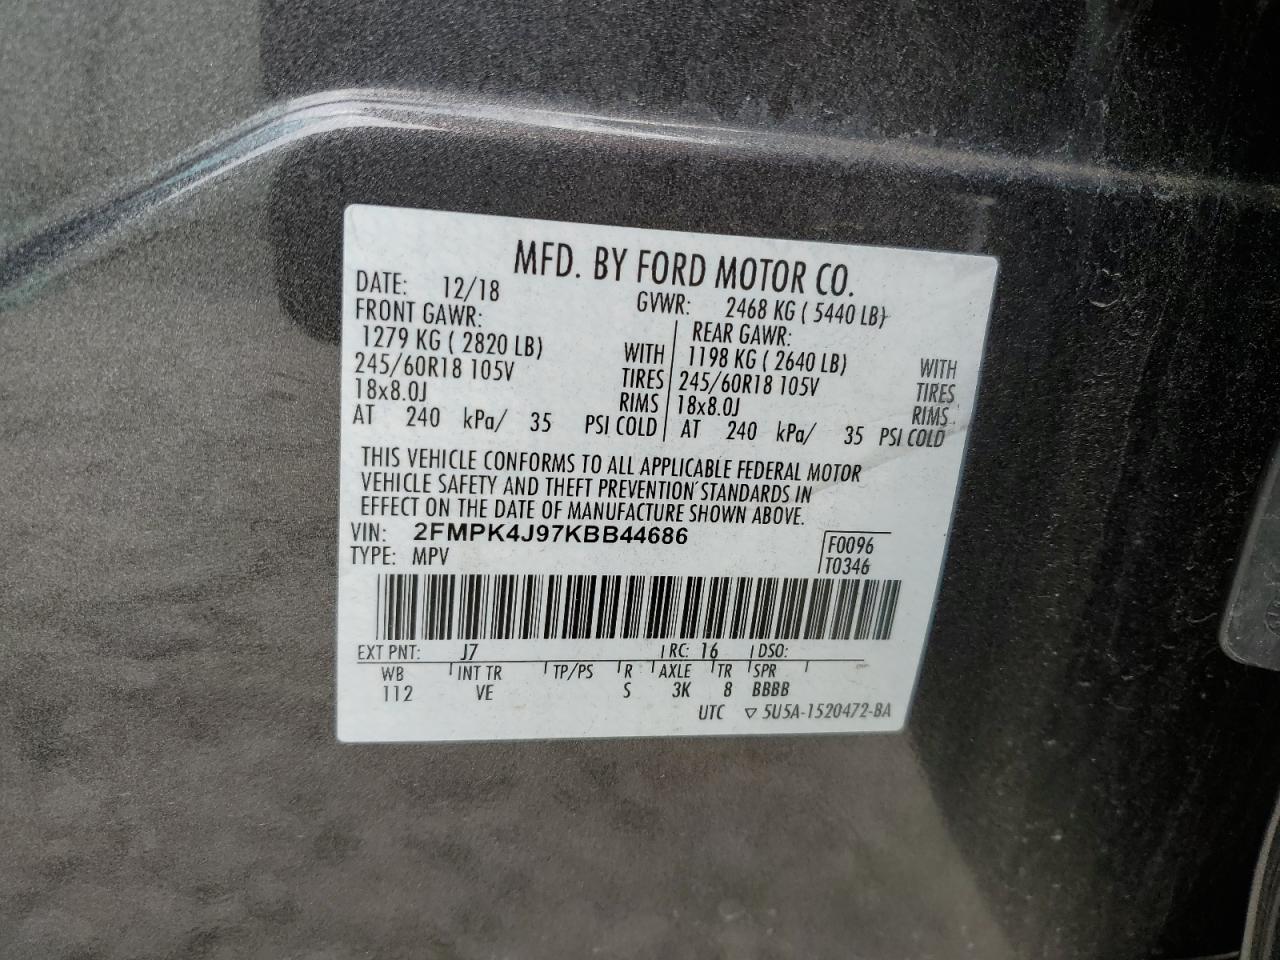 MFD. BY FORD MOTOR CO.
DATE: 12/18 GVWR: 2468 KG ( 5440 LB)
FRONT GAWR: REAR GAWR:
1279 KG ( 2820 LB) WITH 1198 KG ( 2640 LB) WITH
245/60R18 105V TIRES 245/60R18 105V TIRES
18x8.0J RIMS 18x8.0J RIMS
AT 240 kPa/ 35 PSI COLD AT 240 kPa/ 35 PSI COLD
THIS VEHICLE CONFORMS TO ALL APPLICABLE FEDERAL MOTOR
VEHICLE SAFETY AND THEFT PREVENTION STANDARDS IN
EFFECT ON THE DATE OF MANUFACTURE SHOWN ABOVE.
VIN: 2FMPK4J97KBB44686 F0096
TYPE: MPV T0346
EXT PNT: J7 RC: 16 DSO:
WB INT TR TP/PS R AXLE TR SPR
112 VE S 3K 8 BBBB
UTC ▽ 5U5A-1520472-BA